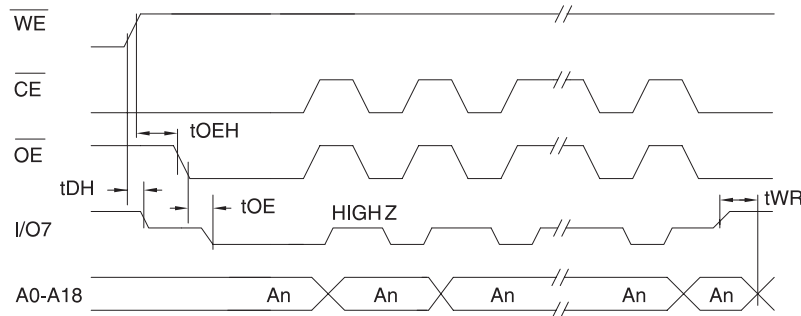 WE
CE
tOEH
OE
tDH
tOE
HIGH Z
tWR
I/O7
A0-A18 An An An An An